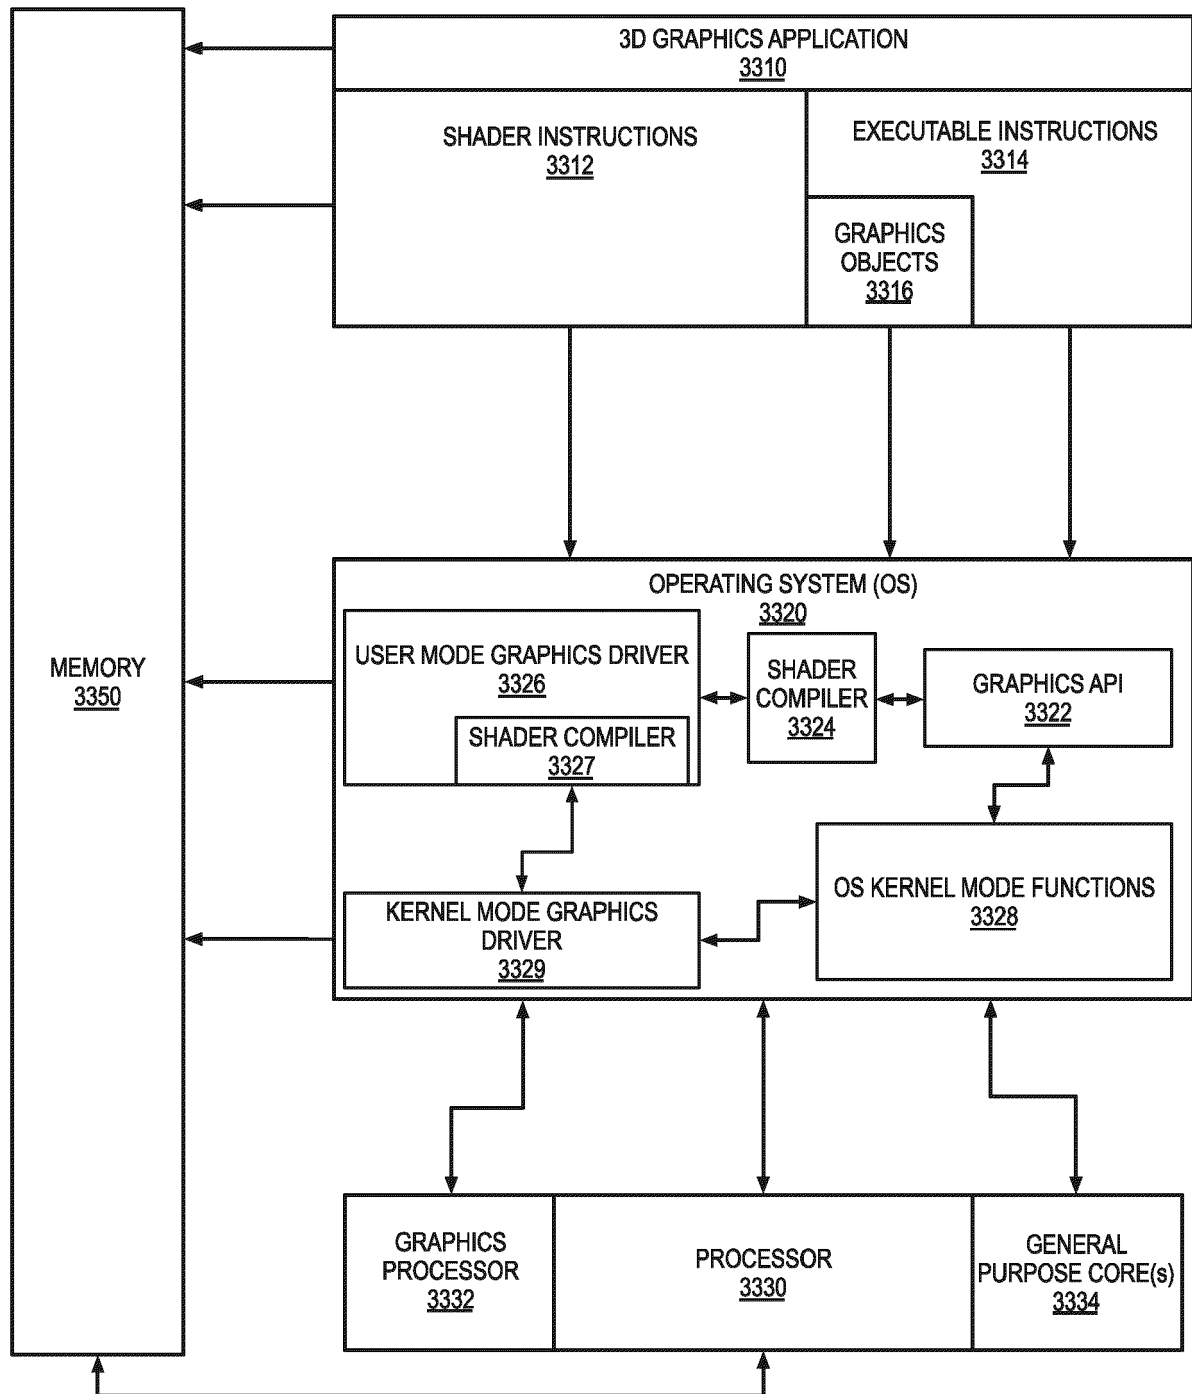 3D GRAPHICS APPLICATION
3310
SHADER INSTRUCTIONS
3312
EXECUTABLE INSTRUCTIONS
3314
GRAPHICS
OBJECTS
3316
MEMORY
3350
OPERATING SYSTEM (OS)
3320
USER MODE GRAPHICS DRIVER
3326
SHADER COMPILER
3327
SHADER
COMPILER
3324
GRAPHICS API
3322
KERNEL MODE GRAPHICS
DRIVER
3329
OS KERNEL MODE FUNCTIONS
3328
GRAPHICS
PROCESSOR
3332
PROCESSOR
3330
GENERAL
PURPOSE CORE(s)
3334